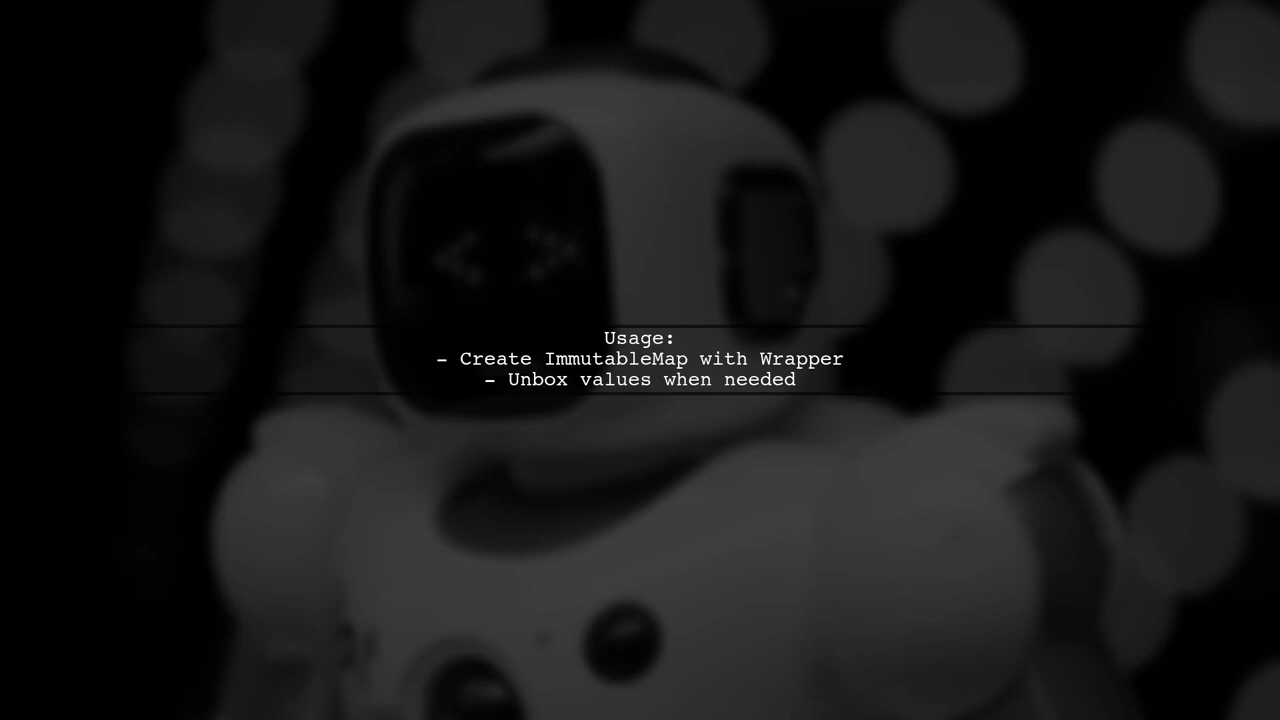 Usage:
- Create ImmutableMap with Wrapper
- Unbox values when needed